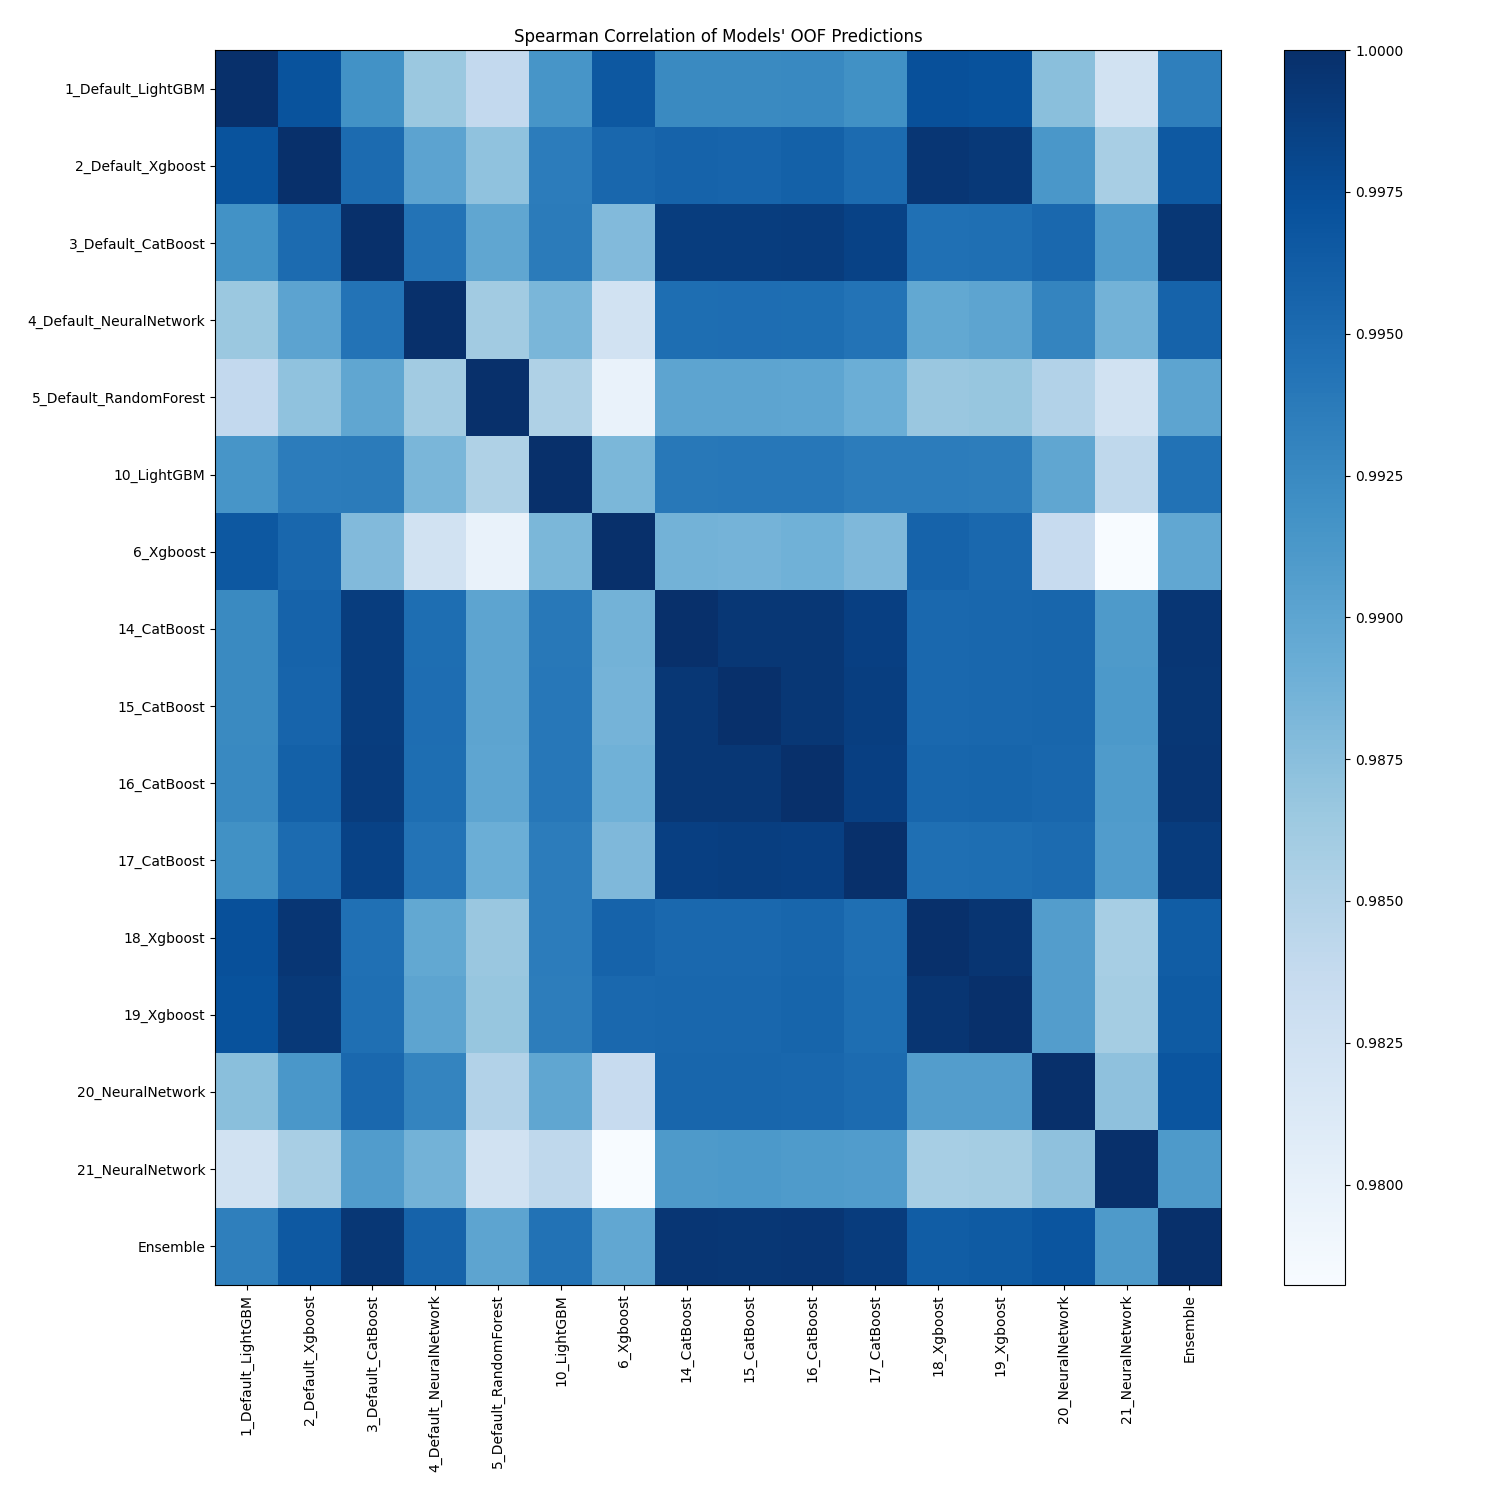 Spearman Correlation of Models' OOF Predictions
1_Default_LightGBM
2_Default_Xgboost
3_Default_CatBoost
4_Default_NeuralNetwork
5_Default_RandomForest
10_LightGBM
6_Xgboost
14_CatBoost
15_CatBoost
16_CatBoost
17_CatBoost
18_Xgboost
19_Xgboost
20_NeuralNetwork
21_NeuralNetwork
Ensemble
1_Default_LightGBM
2_Default_Xgboost
3_Default_CatBoost
4_Default_NeuralNetwork
5_Default_RandomForest
10_LightGBM
6_Xgboost
14_CatBoost
15_CatBoost
16_CatBoost
17_CatBoost
18_Xgboost
19_Xgboost
20_NeuralNetwork
21_NeuralNetwork
Ensemble
1.0000
0.9975
0.9950
0.9925
0.9900
0.9875
0.9850
0.9825
0.9800